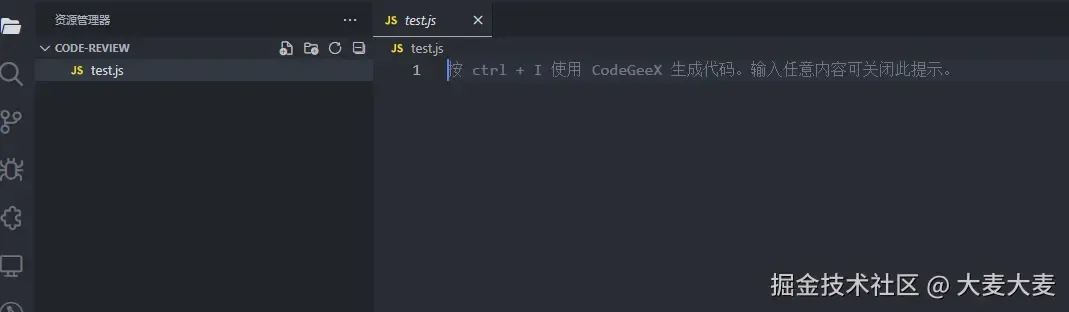 资源管理器 ···
JS test.js ×
CODE-REVIEW
JS test.js
JS test.js
1 按 ctrl + I 使用 CodeGeeX 生成代码。输入任意内容可关闭此提示。
掘金技术社区 @ 大麦大麦